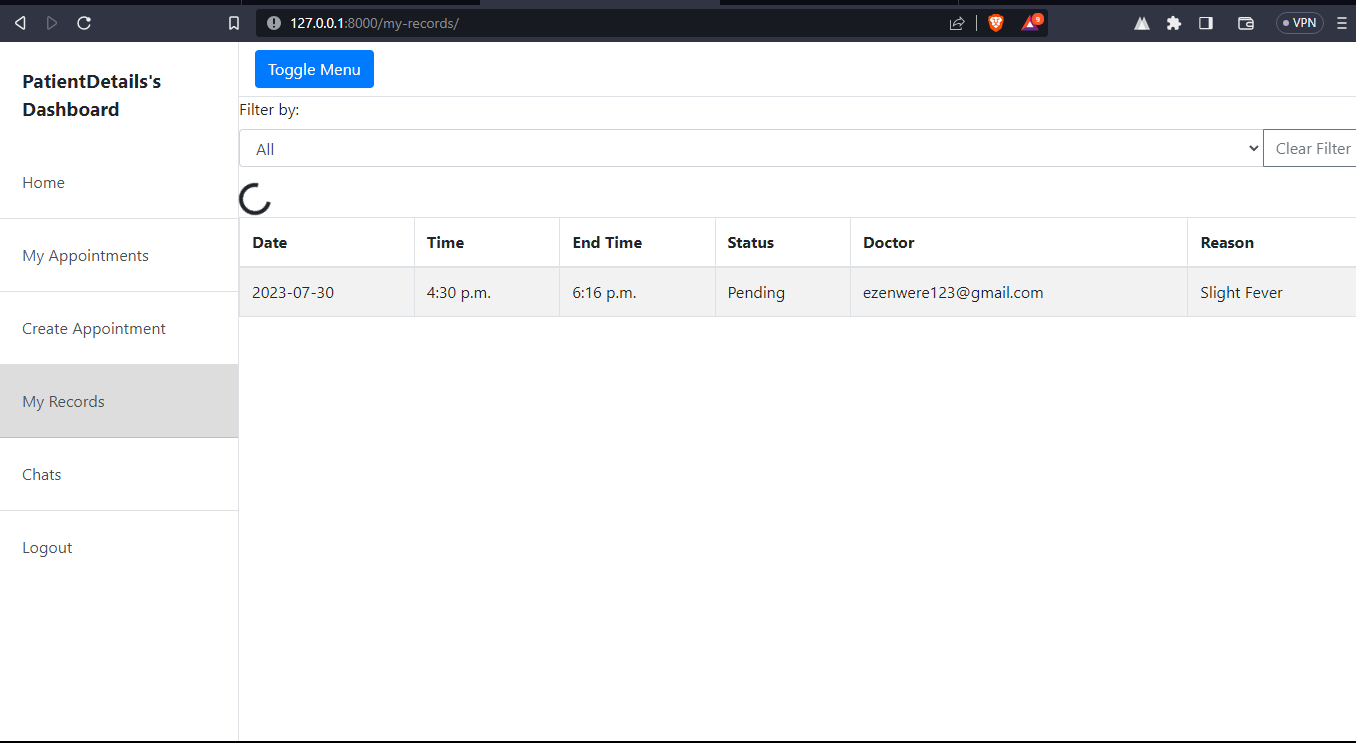 127.0.0.1:8000/my-records/
9
VPN
PatientDetails's
Dashboard
Home
My Appointments
Create Appointment
My Records
Chats
Logout
Toggle Menu
Filter by:
All
Clear Filter
Date Time End Time Status Doctor Reason
2023-07-30 4:30 p.m. 6:16 p.m. Pending ezenwere123@gmail.com Slight Fever